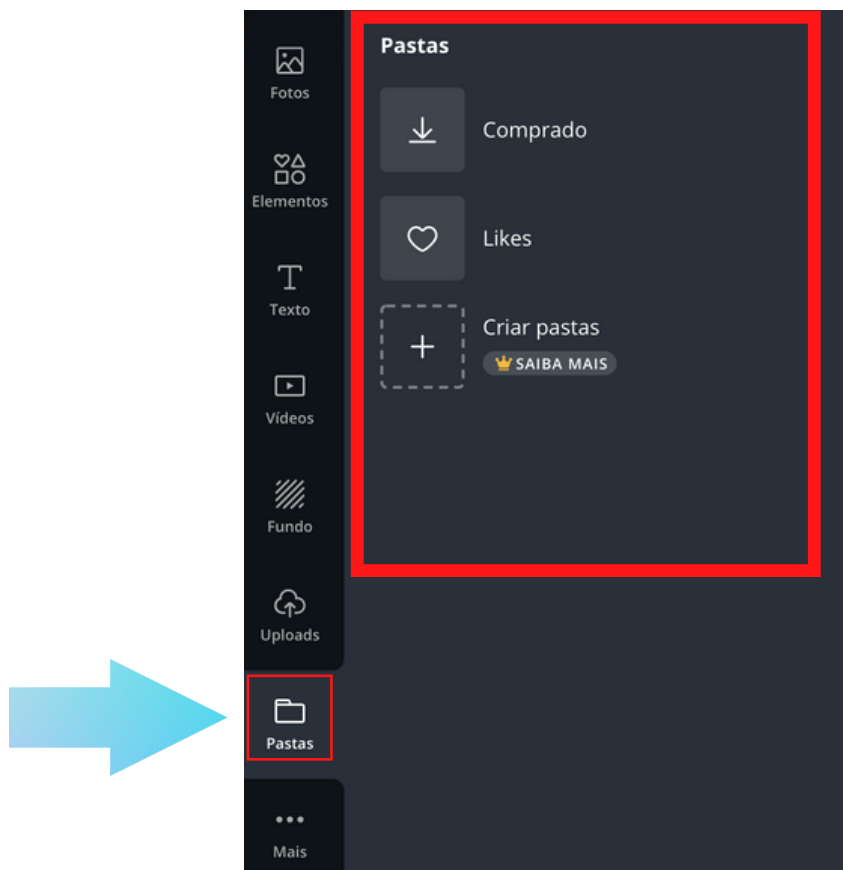 Fotos
Elementos
Texto
Vídeos
Fundo
Uploads
Pastas
Mais
Pastas
Comprado
Likes
Criar pastas
SAIBA MAIS